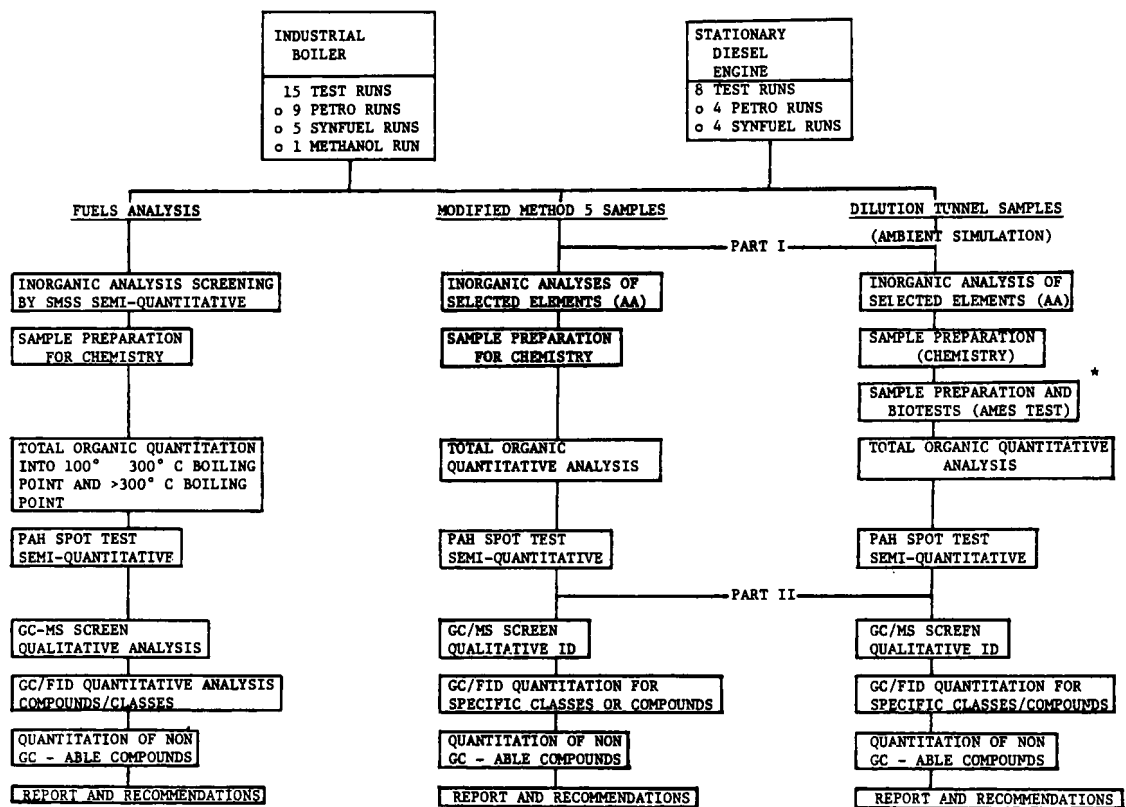 INDUSTRIAL
BOILER
15 TEST RUNS
o 9 PETRO RUNS
o 5 SYNFUEL RUNS
o 1 METHANOL RUN
STATIONARY
DIESEL
ENGINE
8 TEST RUNS
o 4 PETRO RUNS
o 4 SYNFUEL RUNS
FUELS ANALYSIS
INORGANIC ANALYSIS SCREENING
BY SMSS SEMI-QUANTITATIVE
SAMPLE PREPARATION
FOR CHEMISTRY
TOTAL ORGANIC QUANTITATION
INTO 100° 300° C BOILING
POINT AND >300° C BOILING
POINT
PAH SPOT TEST
SEMI-QUANTITATIVE
GC-MS SCREEN
QUALITATIVE ANALYSIS
GC/FID QUANTITATIVE ANALYSIS
COMPOUNDS/CLASSES
QUANTITATION OF NON
GC - ABLE COMPOUNDS
REPORT AND RECOMMENDATIONS
MODIFIED METHOD 5 SAMPLES
PART I
INORGANIC ANALYSES OF
SELECTED ELEMENTS (AA)
SAMPLE PREPARATION
FOR CHEMISTRY
TOTAL ORGANIC
QUANTITATIVE ANALYSIS
PAH SPOT TEST
SEMI-QUANTITATIVE
PART II
GC/MS SCREEN
QUALITATIVE ID
GC/FID QUANTITATION FOR
SPECIFIC CLASSES OR COMPOUNDS
QUANTITATION OF NON
GC - ABLE COMPOUNDS
REPORT AND RECOMMENDATIONS
DILUTION TUNNEL SAMPLES
(AMBIENT SIMULATION)
INORGANIC ANALYSIS OF
SELECTED ELEMENTS (AA)
SAMPLE PREPARATION
(CHEMISTRY)
*
SAMPLE PREPARATION AND
BIOTESTS (AMES TEST)
TOTAL ORGANIC QUANTITATIVE
ANALYSIS
PAH SPOT TEST
SEMI-QUANTITATIVE
GC/MS SCREEN
QUALITATIVE ID
GC/FID QUANTITATION FOR
SPECIFIC CLASSES/COMPOUNDS
QUANTITATION OF NON
GC - ABLE COMPOUNDS
REPORT AND RECOMMENDATIONS